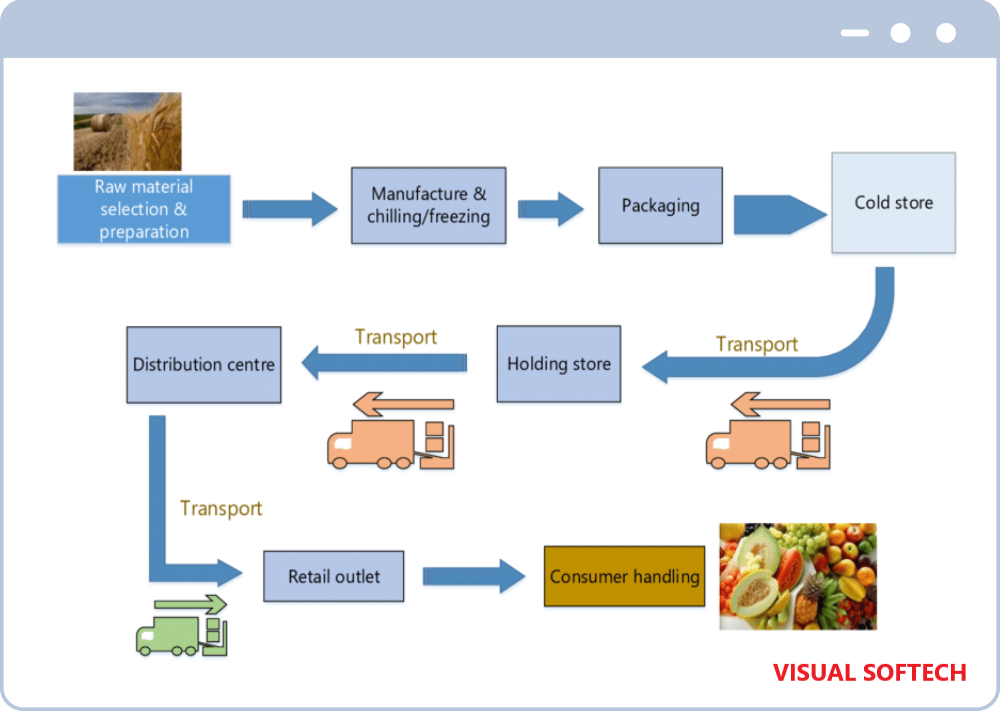 Raw material
selection &
preparation
Manufacture &
chilling/freezing
Packaging
Cold store
Transport
Holding store
Transport
Distribution centre
Transport
Retail outlet
Consumer handling
VISUAL SOFTECH